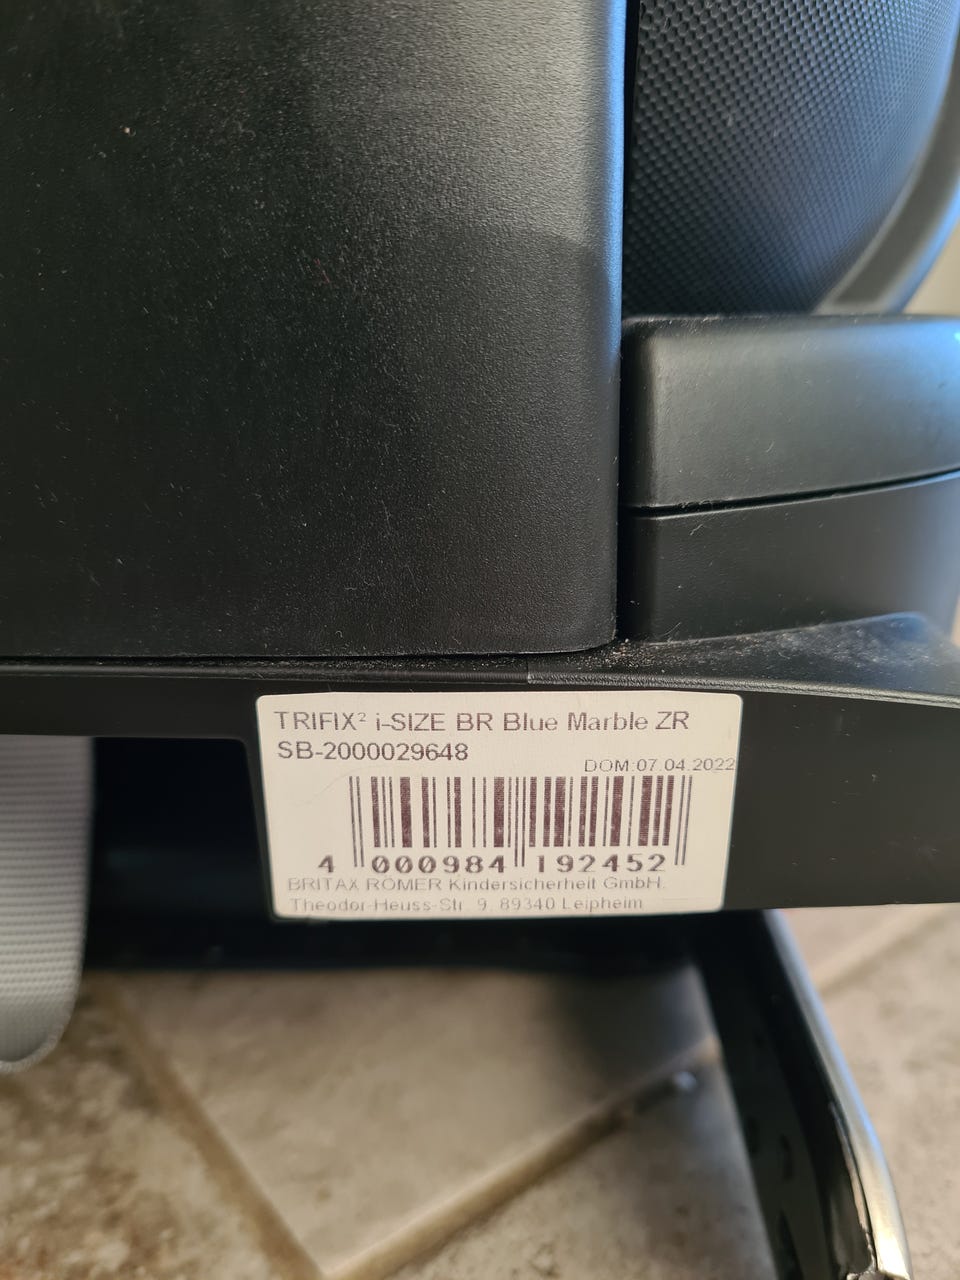 TRIFIX² i-SIZE BR Blue Marble ZR
SB-2000029648
DOM:07.04.2022
4 000984 192452
BRITAX RÖMER Kindersicherheit GmbH.
Theodor-Heuss-Str. 9, 89340 Leipheim